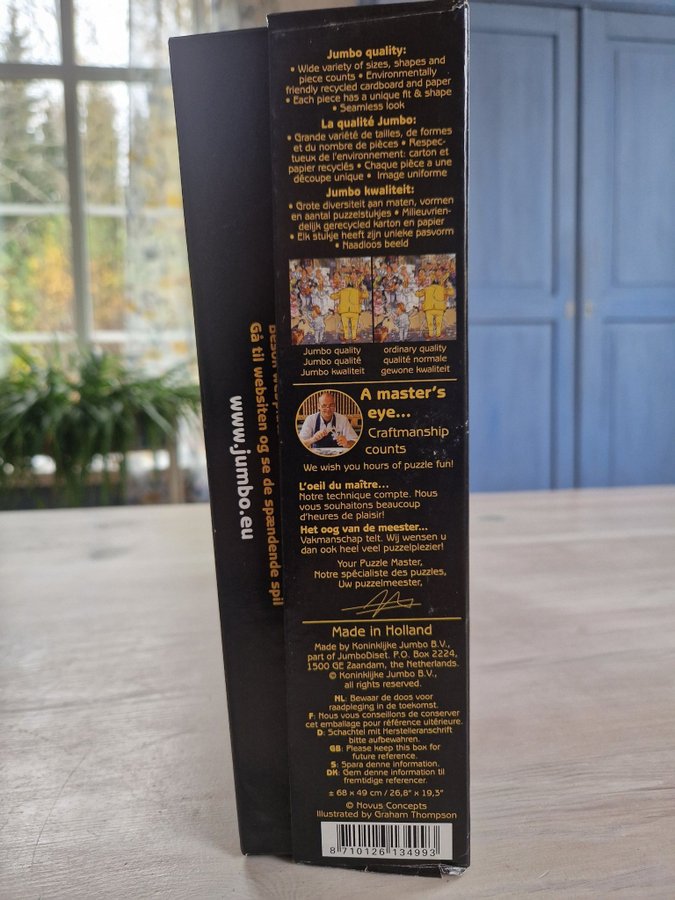 Jumbo quality:
• Wide variety of sizes, shapes and
piece counts • Environmentally
friendly recycled cardboard and paper
• Each piece has a unique fit & shape
• Seamless look
La qualité Jumbo:
• Grande variété de tailles, de formes
et du nombre de pièces • Respec-
tueux de l'environnement: carton et
papier recyclés • Chaque pièce a une
découpe unique • Image uniforme
Jumbo kwaliteit:
• Grote diversiteit aan maten, vormen
en aantal puzzelstukjes • Milieuvrien-
delijk gerecycled karton en papier
• Elk stukje heeft zijn unieke pasvorm
• Naadloos beeld
Jumbo quality
Jumbo qualité
Jumbo kwaliteit
ordinary quality
qualité normale
gewone kwaliteit
A master's
eye...
Craftmanship
counts
We wish you hours of puzzle fun!
L'oeil du maître...
Notre technique compte. Nous
vous souhaitons beaucoup
d'heures de plaisir!
Het oog van de meester...
Vakmanschap telt. Wij wensen u
dan ook heel veel puzzelplezier!
Your Puzzle Master,
Notre spécialiste des puzzles,
Uw puzzelmeester,
Made in Holland
Made by Koninklijke Jumbo B.V.,
part of JumboDiset. P.O. Box 2224,
1500 GE Zaandam, the Netherlands.
© Koninklijke Jumbo B.V.,
all rights reserved.
NL: Bewaar de doos voor
raadpleging in de toekomst.
F: Nous vous conseillons de conserver
cet emballage pour référence ultérieure.
D: Schachtel mit Herstelleranschrift
bitte aufbewahren.
GB: Please keep this box for
future reference.
S: Spara denne information.
DK: Gem denne information til
fremtidige referencer.
± 68 x 49 cm / 26,8" x 19,3"
© Novus Concepts
Illustrated by Graham Thompson
8 710126 134993
Gå til websiten og se de spændende spil
www.jumbo.eu